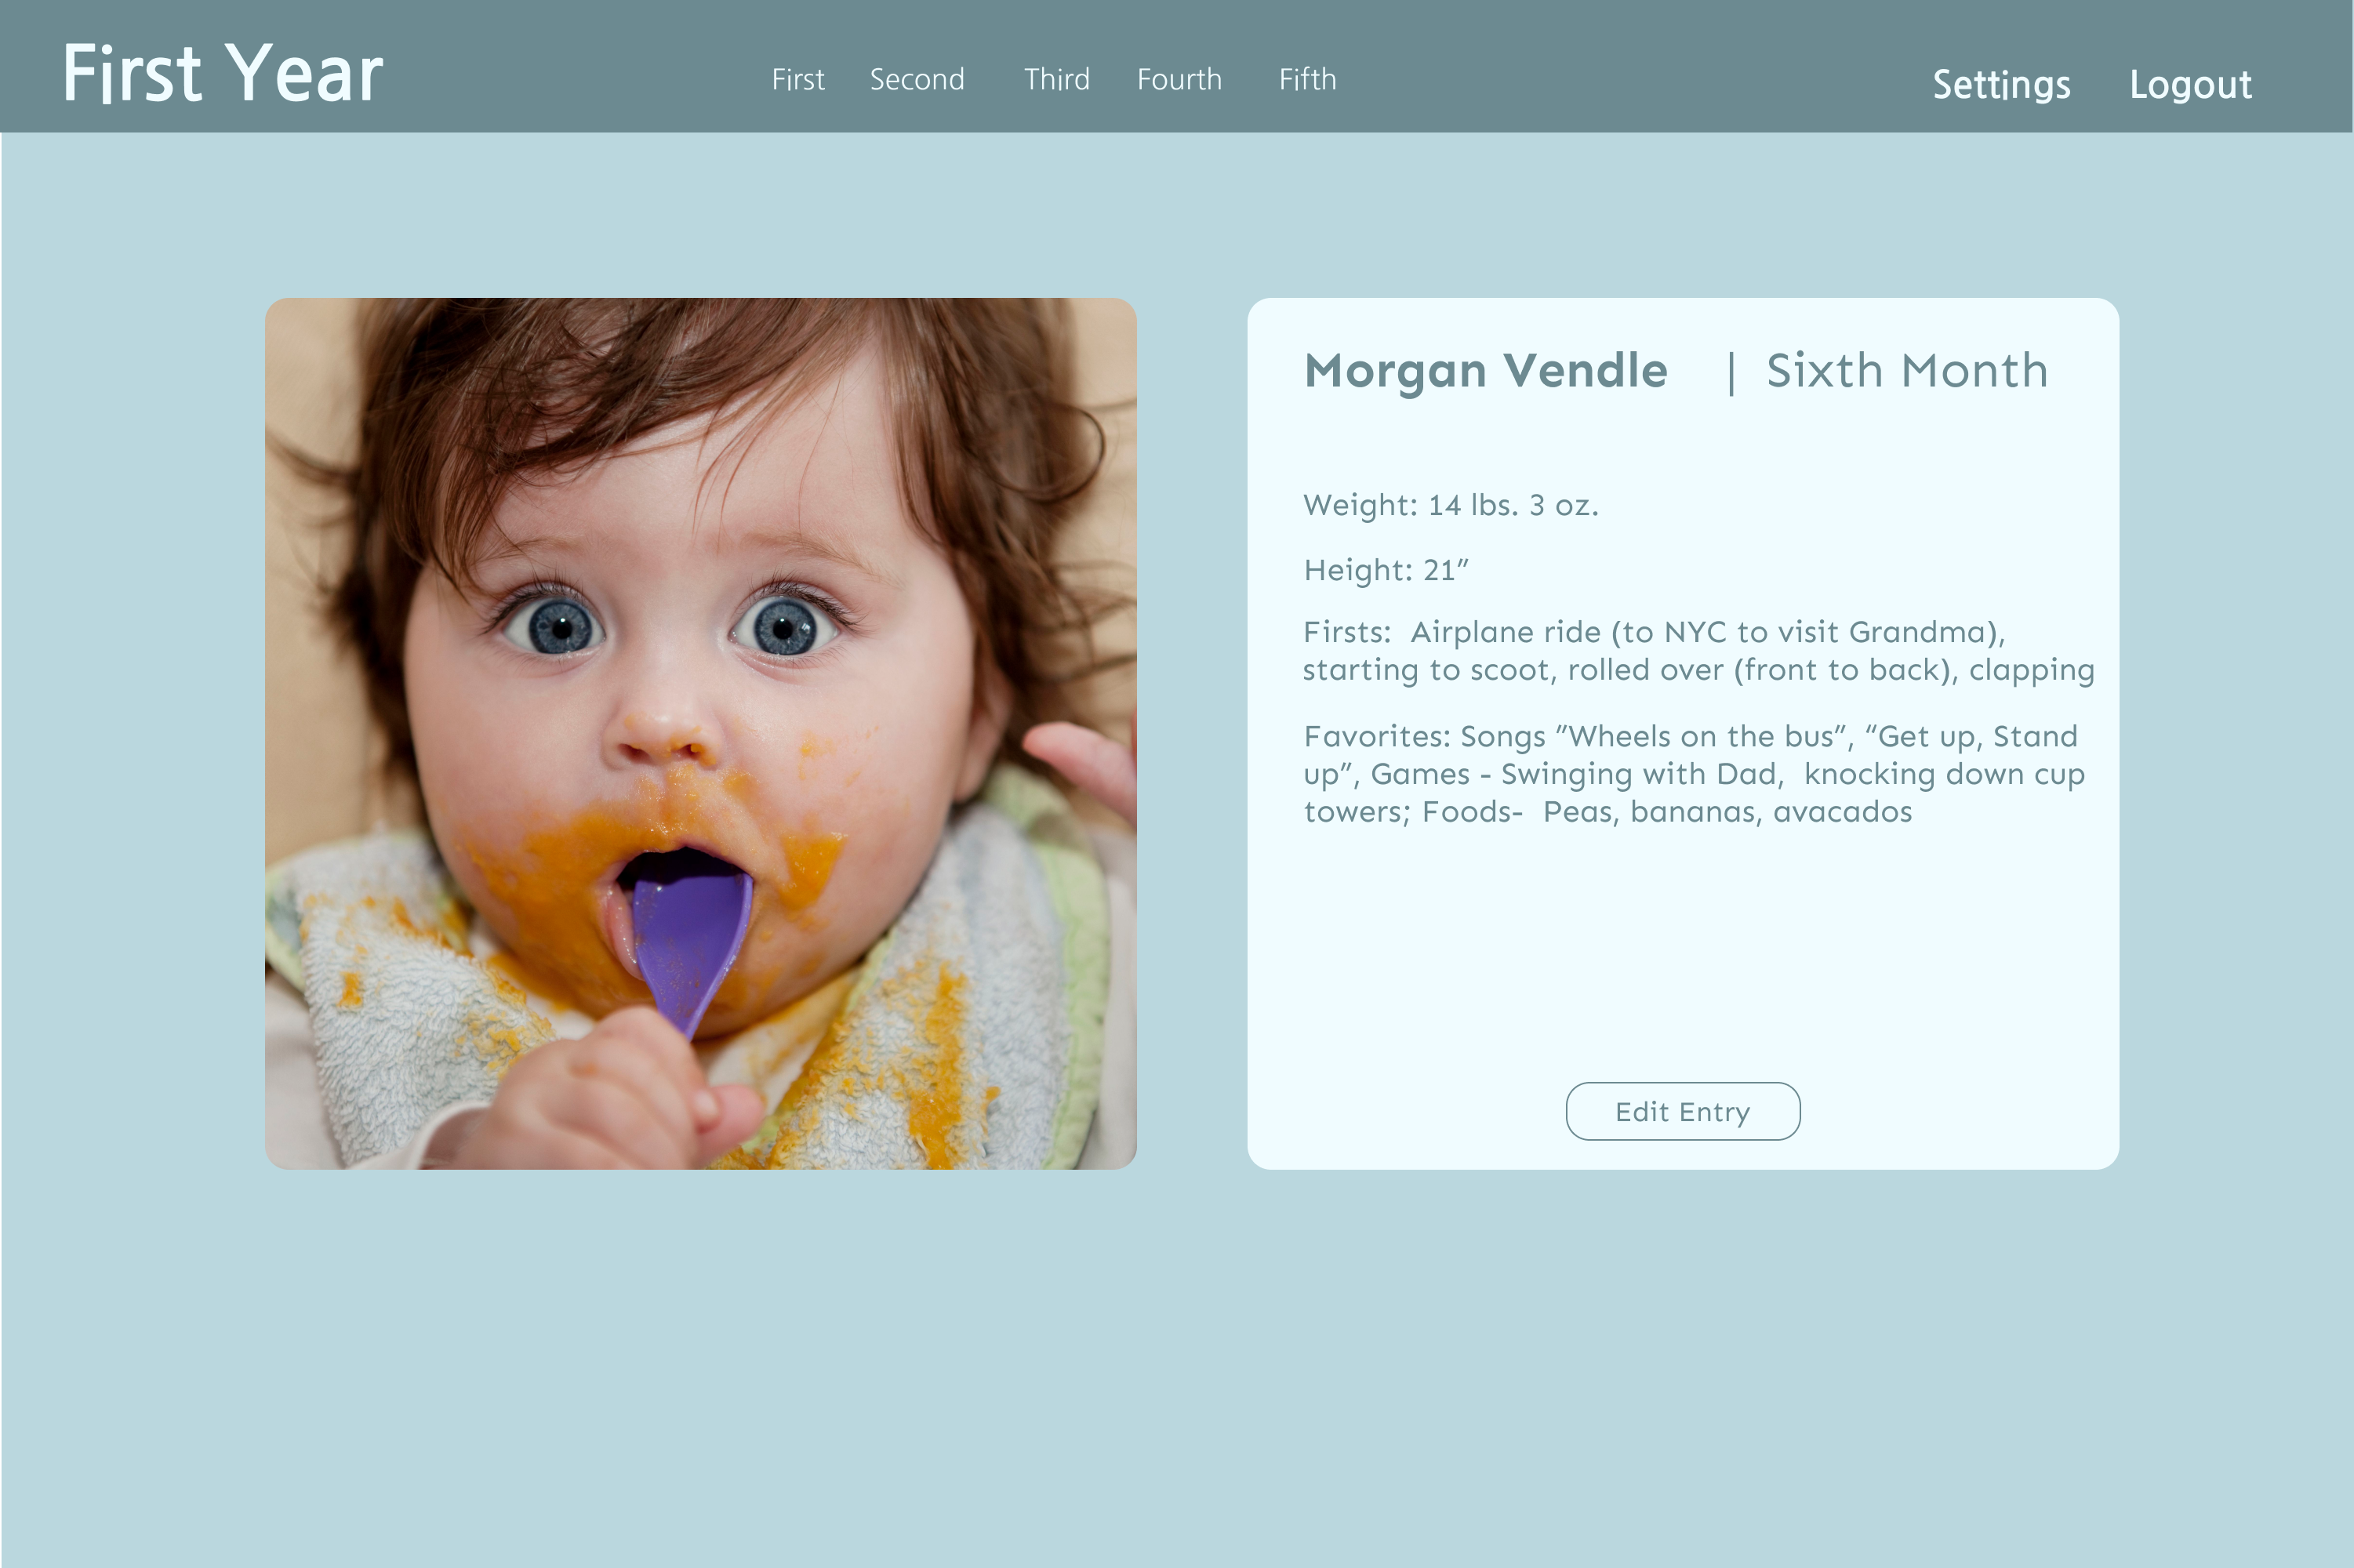 First Year
First Second Third Fourth Fifth
Settings Logout
Morgan Vendle | Sixth Month
Weight: 14 lbs. 3 oz.
Height: 21”
Firsts:  Airplane ride (to NYC to visit Grandma),
starting to scoot, rolled over (front to back), clapping
Favorites: Songs ”Wheels on the bus”, “Get up, Stand
up”, Games - Swinging with Dad,  knocking down cup
towers; Foods-  Peas, bananas, avacados
Edit Entry